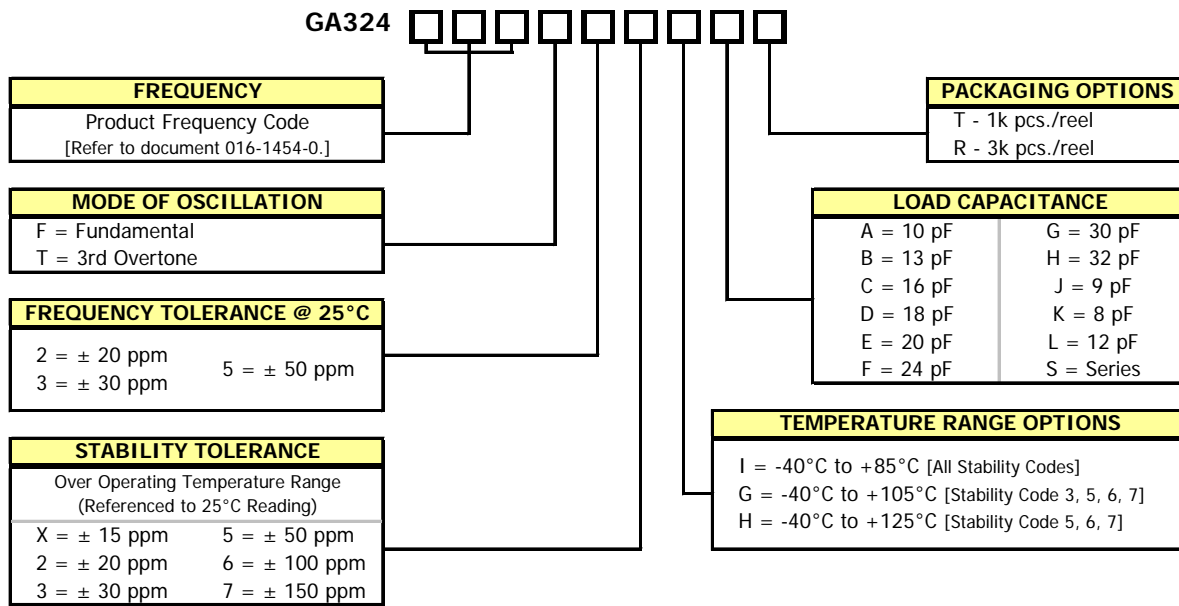 GA324
FREQUENCY
Product Frequency Code
[Refer to document 016-1454-0.]
MODE OF OSCILLATION
F = Fundamental
T = 3rd Overtone
FREQUENCY TOLERANCE @ 25°C
2 = ± 20 ppm
3 = ± 30 ppm
5 = ± 50 ppm
STABILITY TOLERANCE
Over Operating Temperature Range
(Referenced to 25°C Reading)
X = ± 15 ppm
2 = ± 20 ppm
3 = ± 30 ppm
5 = ± 50 ppm
6 = ± 100 ppm
7 = ± 150 ppm
PACKAGING OPTIONS
T - 1k pcs./reel
R - 3k pcs./reel
LOAD CAPACITANCE
A = 10 pF
B = 13 pF
C = 16 pF
D = 18 pF
E = 20 pF
F = 24 pF
G = 30 pF
H = 32 pF
J = 9 pF
K = 8 pF
L = 12 pF
S = Series
TEMPERATURE RANGE OPTIONS
I = -40°C to +85°C [All Stability Codes]
G = -40°C to +105°C [Stability Code 3, 5, 6, 7]
H = -40°C to +125°C [Stability Code 5, 6, 7]